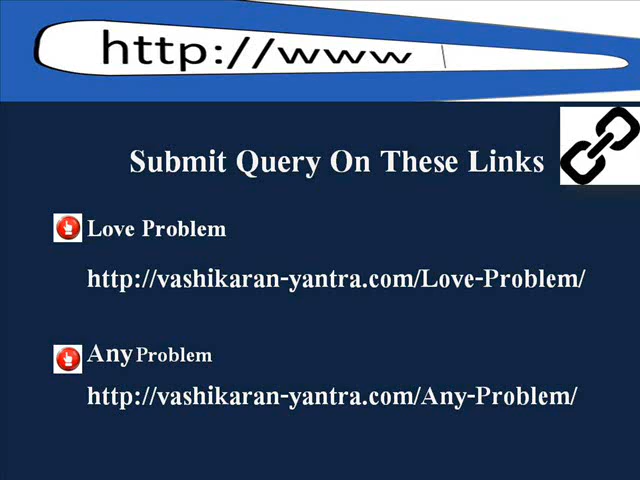 http://www
Submit Query On These Links
Love Problem
http://vashikaran-yantra.com/Love-Problem/
Any Problem
http://vashikaran-yantra.com/Any-Problem/